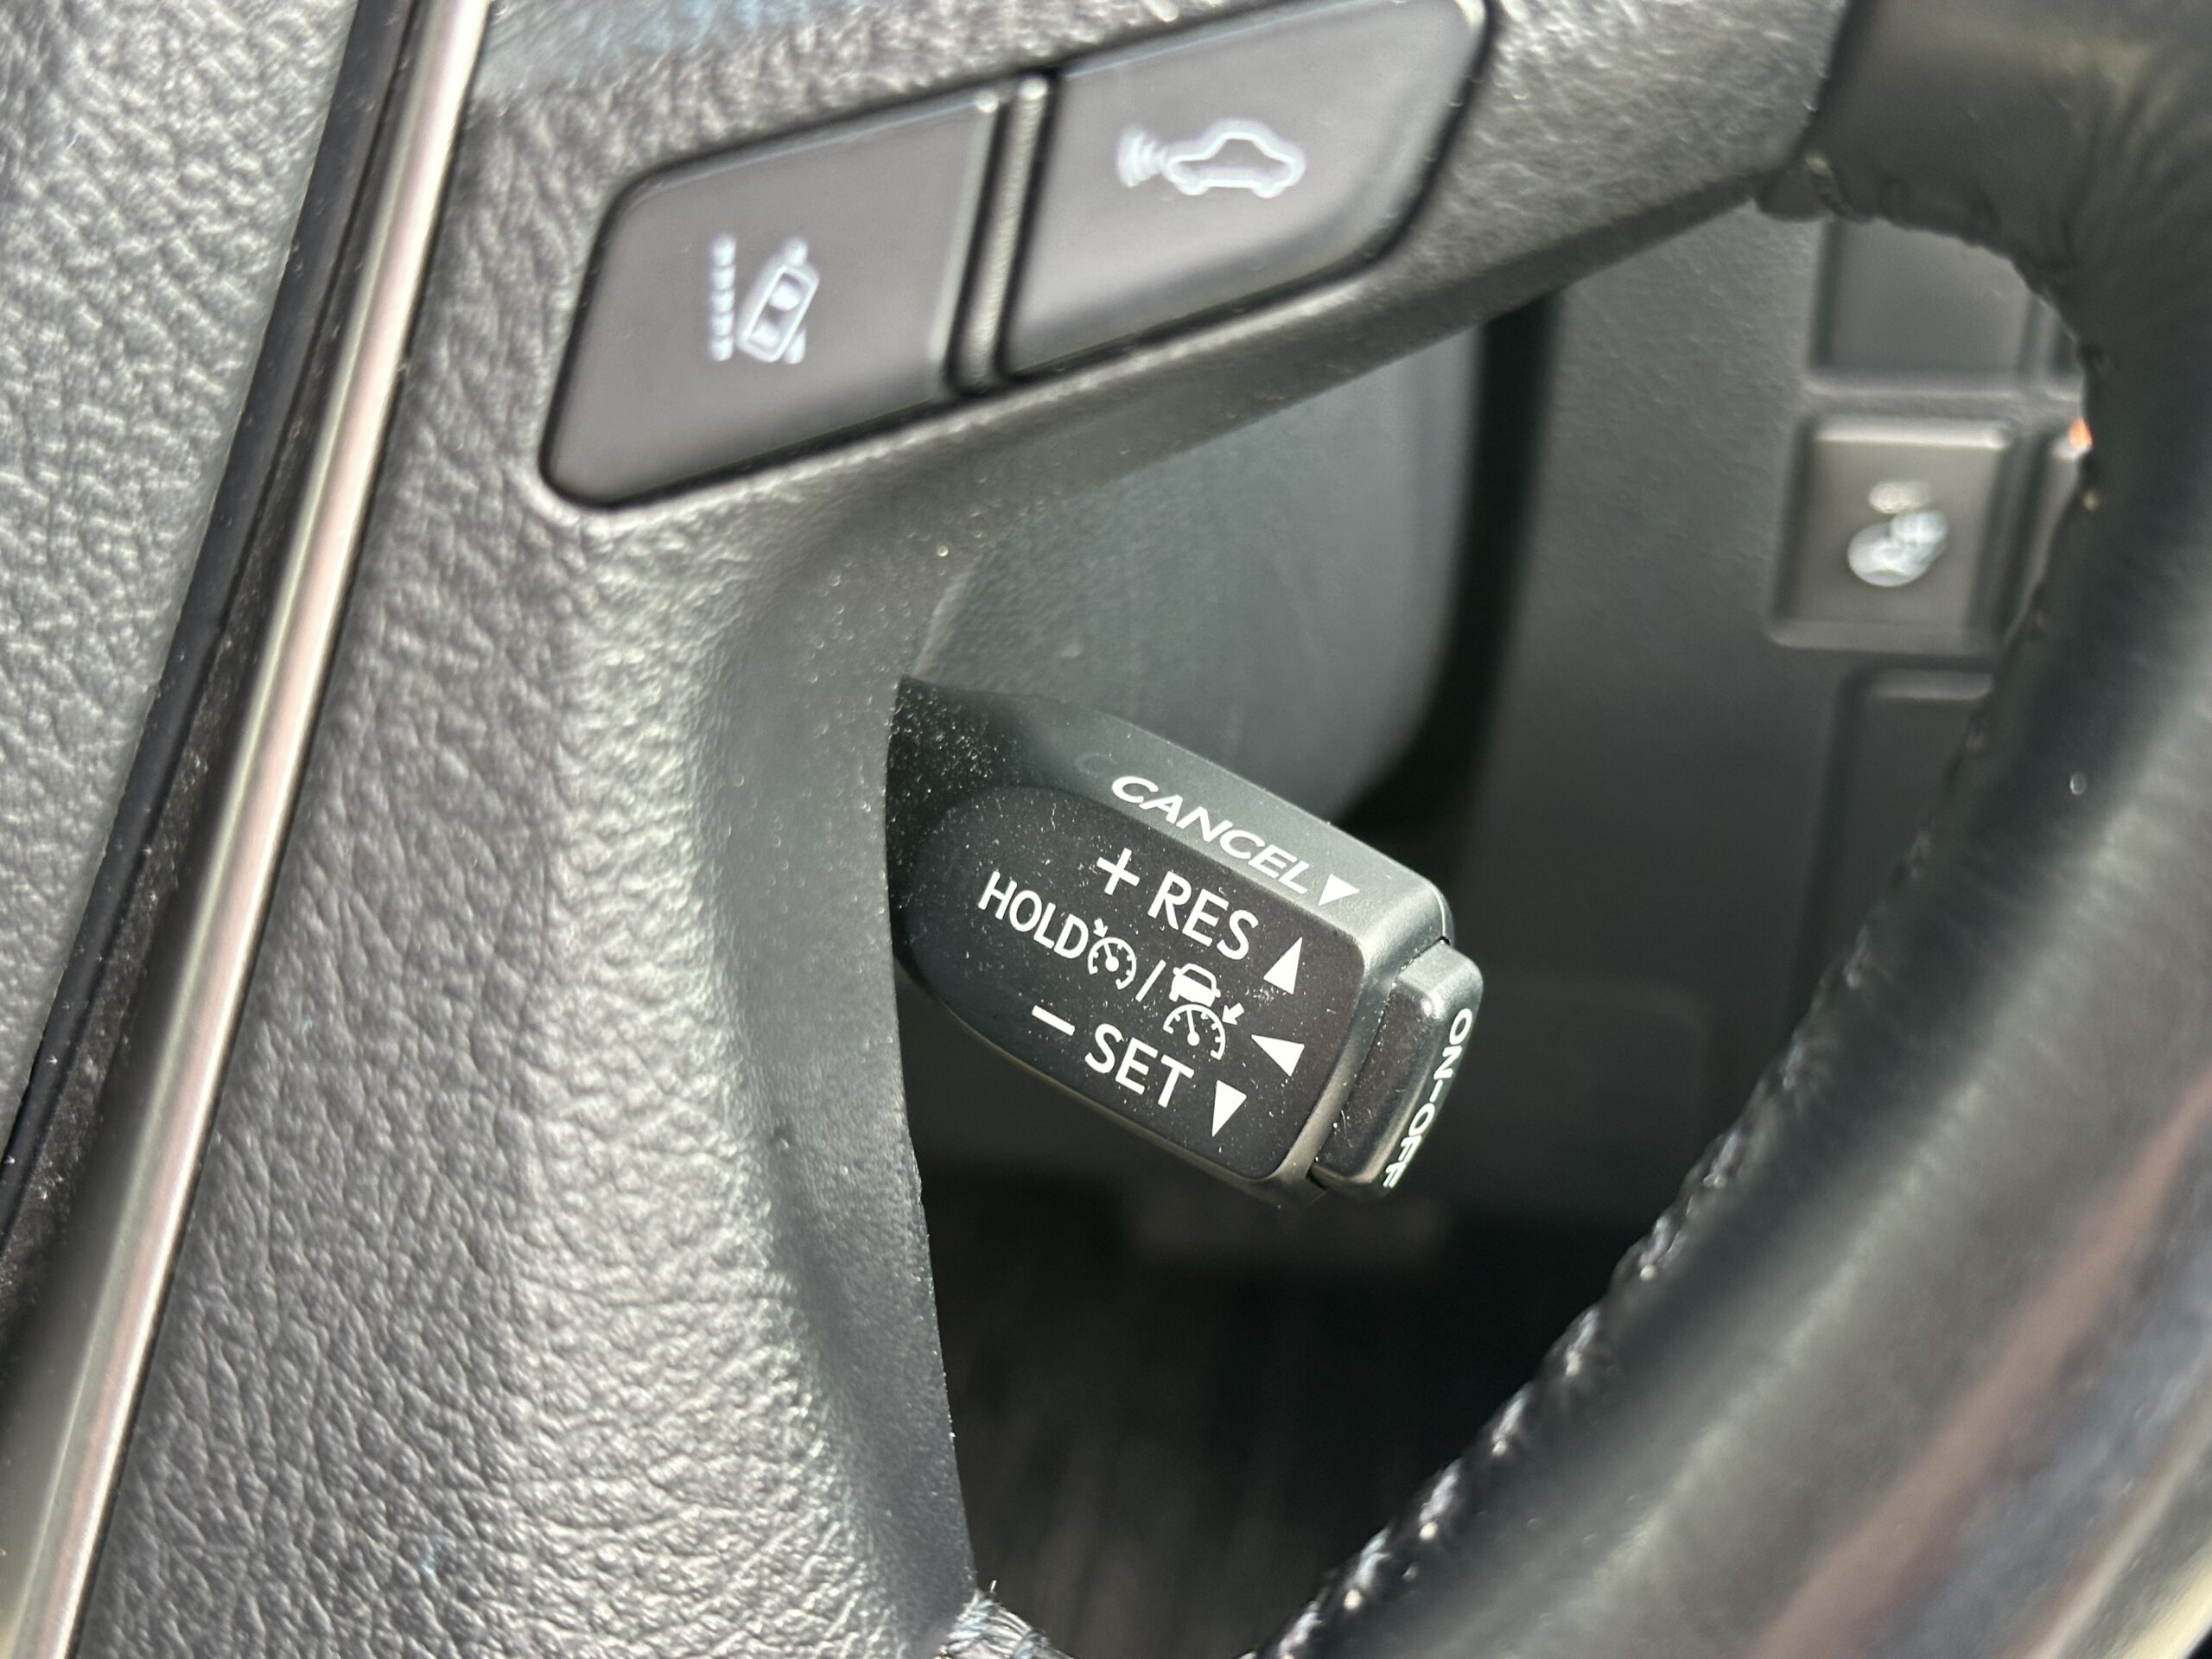 CANCEL
+ RES
HOLD /
− SET
ON-OFF